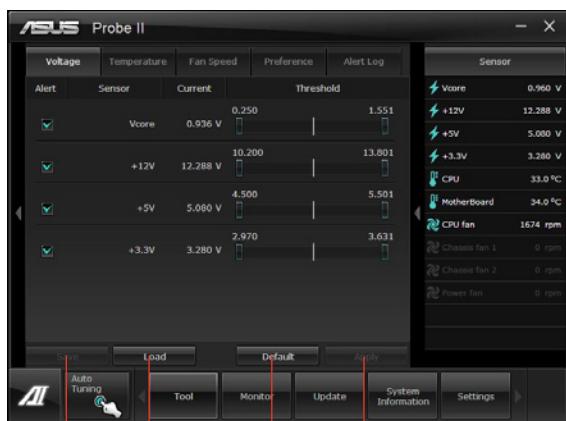 ASUS Probe II
Voltage Temperature Fan Speed Preference Alert Log
Alert Sensor Current Threshold
0.250 1.551
Vcore 0.936 V
10.200 13.801
+12V 12.288 V
4.500 5.501
+5V 5.080 V
2.970 3.631
+3.3V 3.280 V
Save Load Default Apply
Sensor
Vcore 0.960 V
+12V 12.288 V
+5V 5.080 V
+3.3V 3.280 V
CPU 33.0 ºC
MotherBoard 34.0 ºC
CPU fan 1674 rpm
Chassis fan 1 0 rpm
Chassis fan 2 0 rpm
Power fan 0 rpm
AI
Auto
Tuning
Tool Monitor Update System
Information Settings